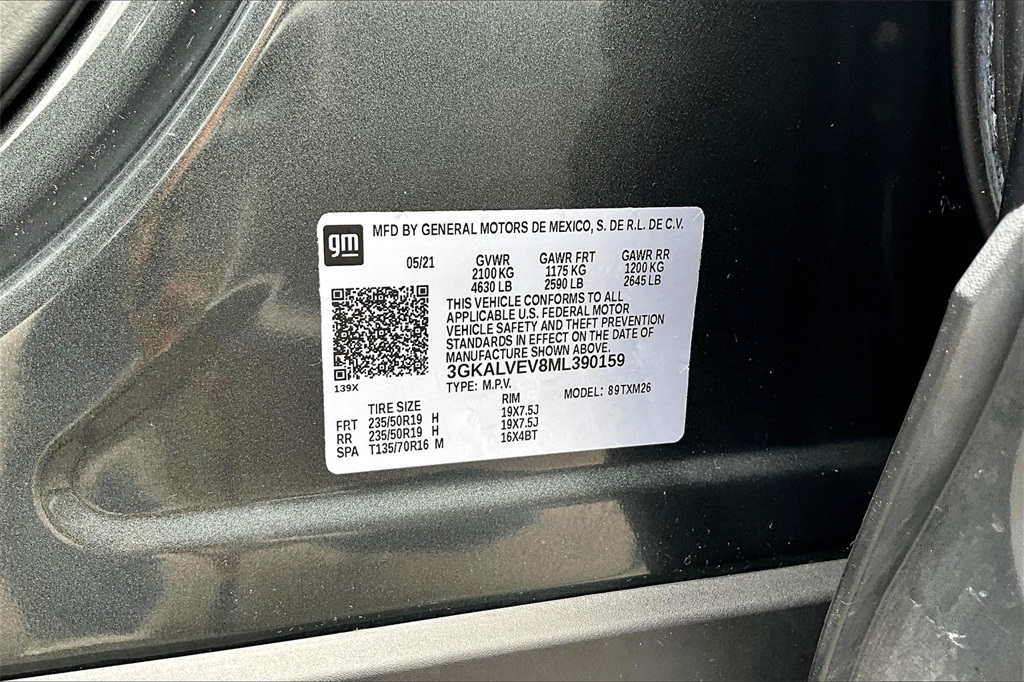 gm
MFD BY GENERAL MOTORS DE MEXICO, S. DE R.L. DE C.V.
05/21 GVWR GAWR FRT GAWR RR
2100 KG 1175 KG 1200 KG
4630 LB 2590 LB 2645 LB
THIS VEHICLE CONFORMS TO ALL
APPLICABLE U.S. FEDERAL MOTOR
VEHICLE SAFETY AND THEFT PREVENTION
STANDARDS IN EFFECT ON THE DATE OF
MANUFACTURE SHOWN ABOVE.
3GKALVEV8ML390159
139X
TYPE: M.P.V. MODEL: 89TXM26
TIRE SIZE RIM
FRT 235/50R19 H 19X7.5J
RR 235/50R19 H 19X7.5J
SPA T135/70R16 M 16X4BT